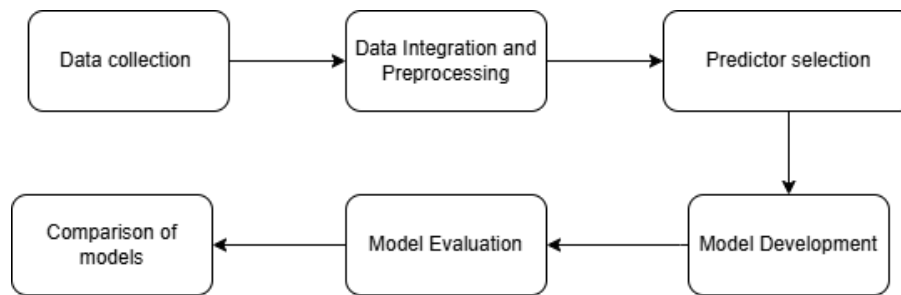 Data collection
Data Integration and
Preprocessing
Predictor selection
Model Development
Model Evaluation
Comparison of
models